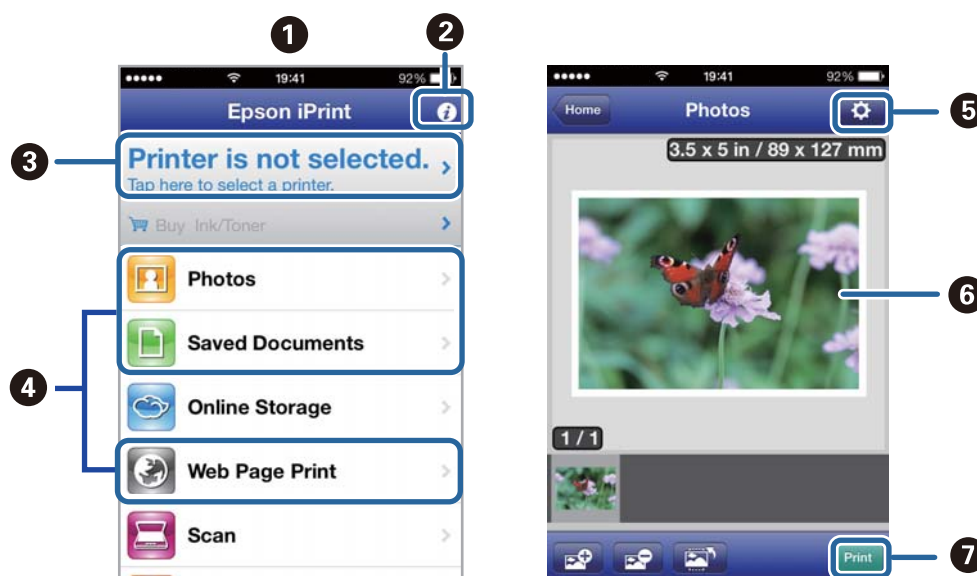 1
2
19:41
92%
Epson iPrint
3
Printer is not selected.
Tap here to select a printer.
Buy Ink/Toner
4
Photos
Saved Documents
Online Storage
Web Page Print
Scan
19:41
92%
Home
Photos
5
3.5 x 5 in / 89 x 127 mm
6
1 / 1
Print
7